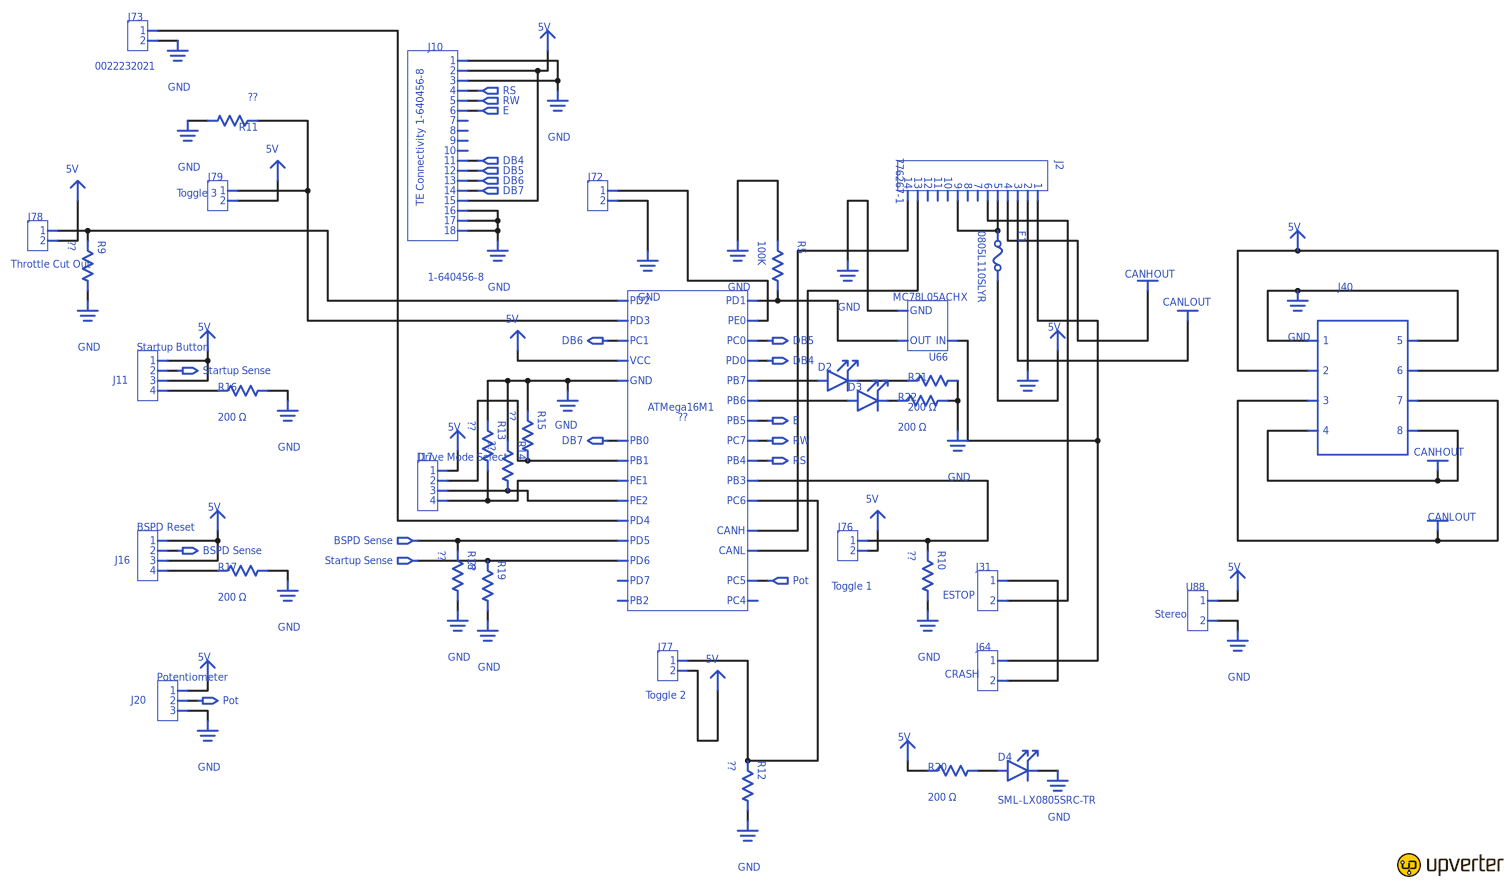 J73
1
2
0022232021
GND
??
R11
GND
5V
J79
Toggle 3
1
2
5V
J78
1
2
??
R9
Throttle Cut Out
GND
J10
TE Connectivity 1-640456-8
1
2
3
4
5
6
7
8
9
10
11
12
13
14
15
16
17
18
5V
RS
RW
E
GND
DB4
DB5
DB6
DB7
1-640456-8
GND
J72
1
2
GND
100K
GND
776267-1
J2
14
13
12
11
10
9
8
7
6
5
4
3
2
1
0805L110SLYR
GND
MC78L05ACHX
GND
OUT IN
U66
5V
CANHOUT
CANLOUT
5V
J40
GND
1
2
3
4
5
6
7
8
CANHOUT
CANLOUT
5V
Startup Button
J11
1
2
3
4
Startup Sense
R16
200 Ω
GND
5V
BSPD Reset
J16
1
2
3
4
BSPD Sense
R17
200 Ω
GND
5V
Potentiometer
J20
1
2
3
Pot
GND
5V
DB6
GND
5V
Drive Mode Select
1
2
3
4
??
R13
??
R15
DB7
BSPD Sense
Startup Sense
??
R19
GND
GND
ATMega16M1
??
PD2
PD3
PC1
VCC
GND
PB0
PB1
PE1
PE2
PD4
PD5
PD6
PD7
PB2
PD1
PE0
PC0
PD0
PB7
PB6
PB5
PC7
PB4
PB3
PC6
CANH
CANL
PC5
PC4
DB5
DB4
E
RW
RS
Pot
D2
D3
R21
200 Ω
R22
200 Ω
GND
5V
J76
1
2
Toggle 1
??
R10
GND
J31
ESTOP
1
2
J64
CRASH
1
2
J77
1
2
Toggle 2
5V
??
R12
GND
5V
R20
200 Ω
D4
SML-LX0805SRC-TR
GND
5V
U88
Stereo
1
2
GND
upverter